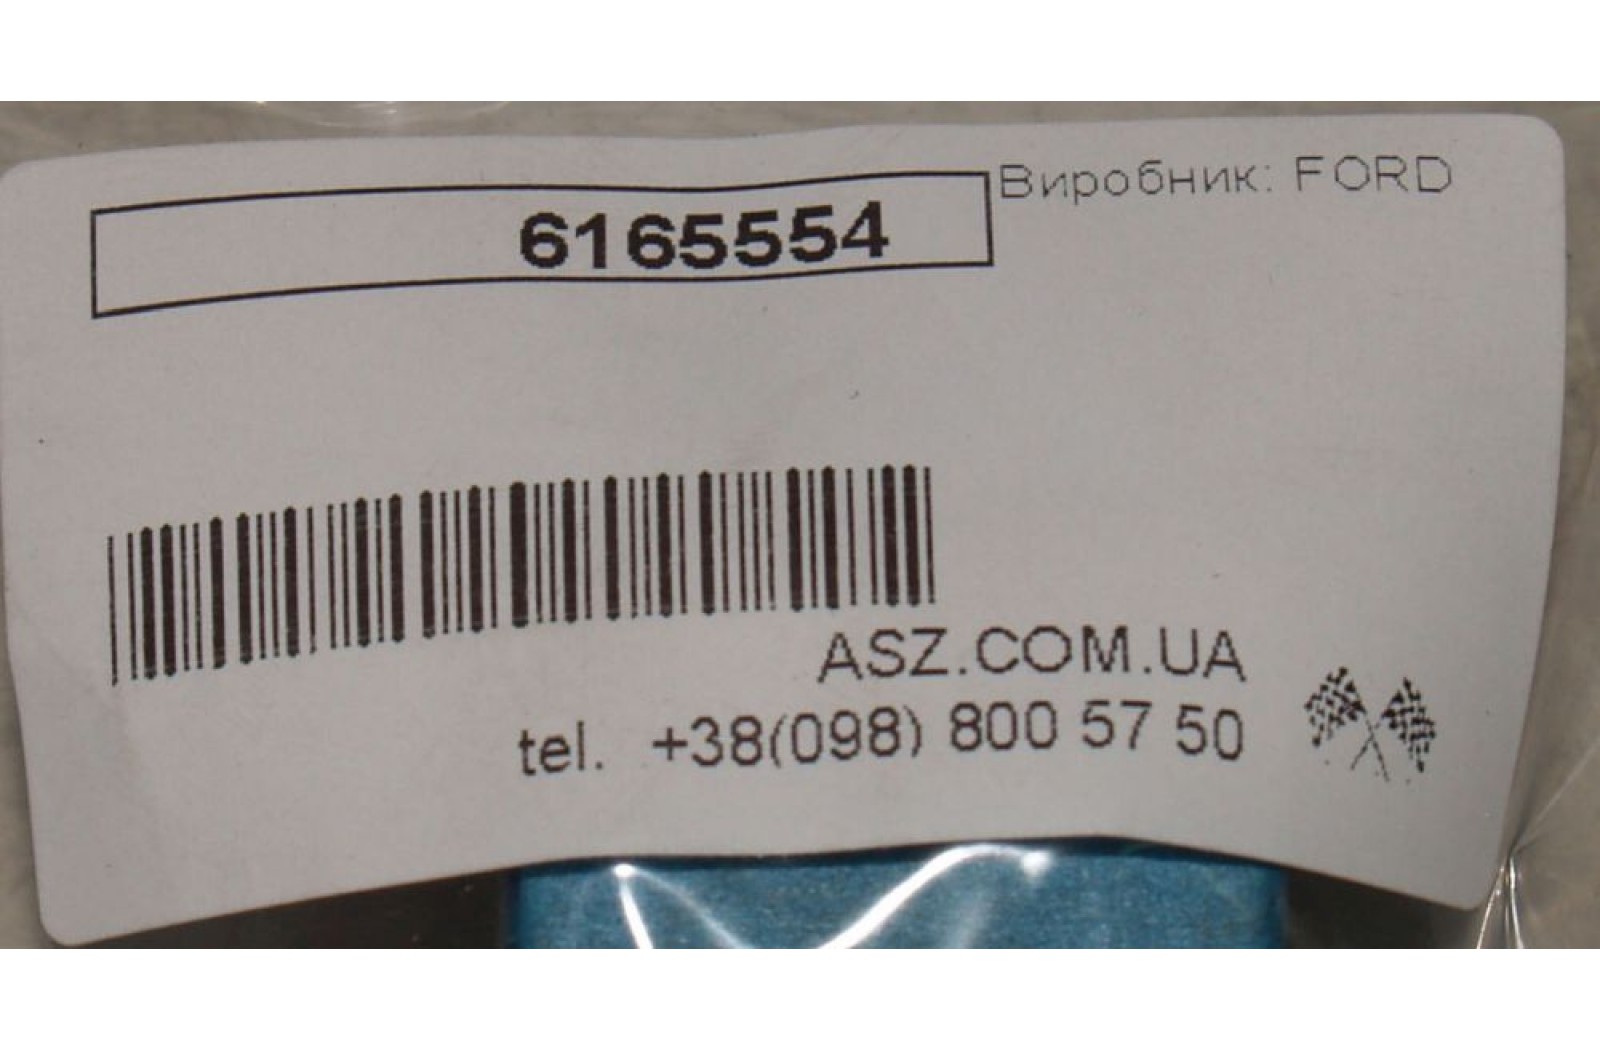 6165554
Виробник: FORD
ASZ.COM.UA
tel. +38(098) 800 57 50